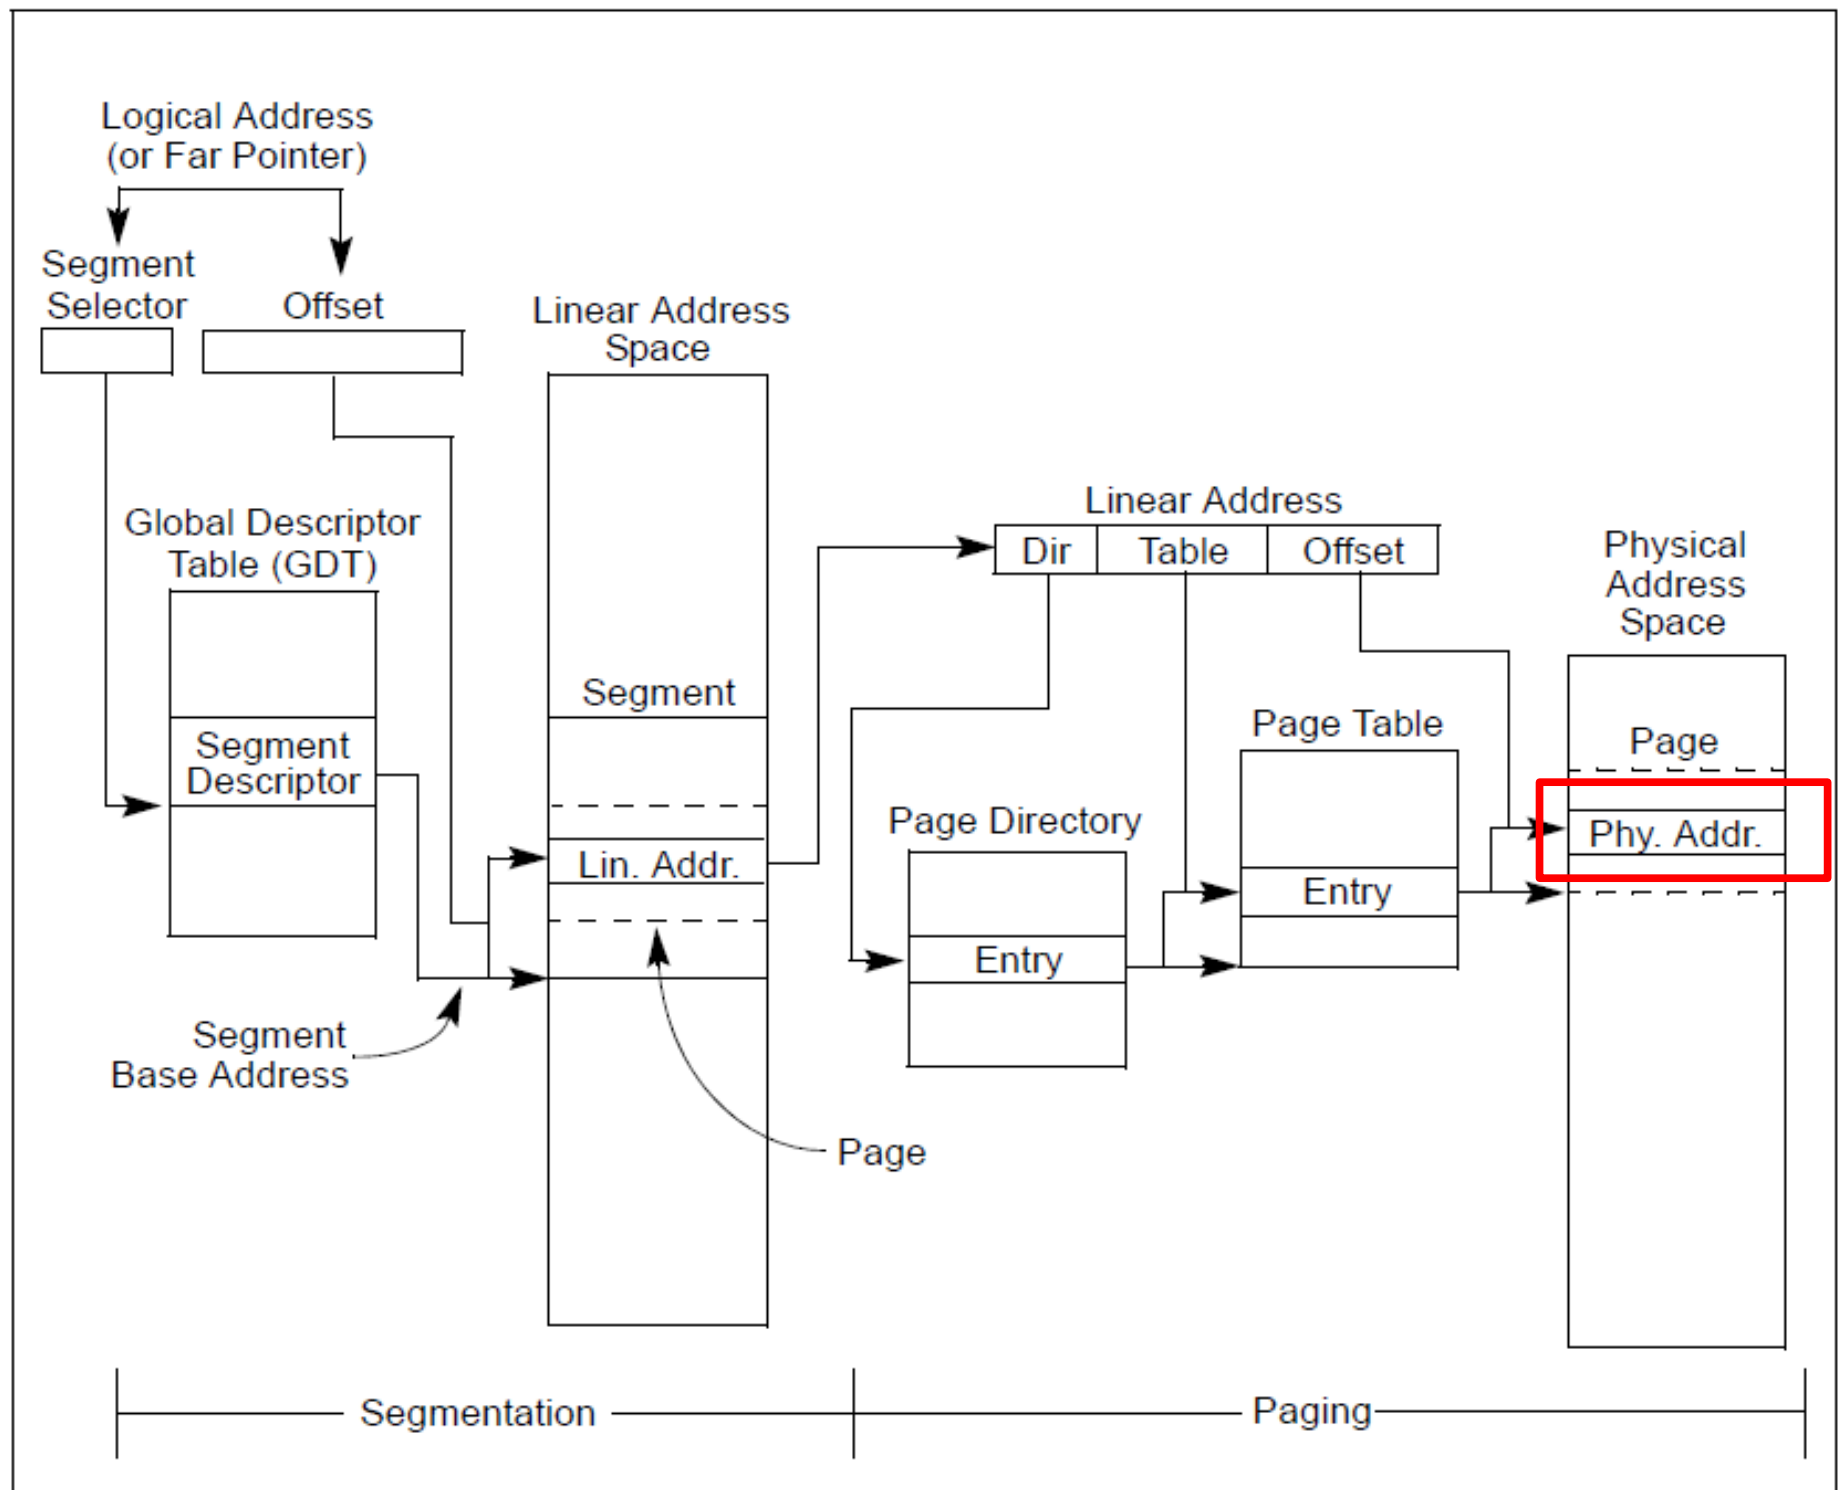 Logical Address
(or Far Pointer)
Segment
Selector
Offset
Linear Address
Space
Global Descriptor
Table (GDT)
Segment
Descriptor
Segment
Lin. Addr.
Segment
Base Address
Page
Linear Address
Dir
Table
Offset
Page Directory
Entry
Page Table
Entry
Physical
Address
Space
Page
Phy. Addr.
Segmentation
Paging